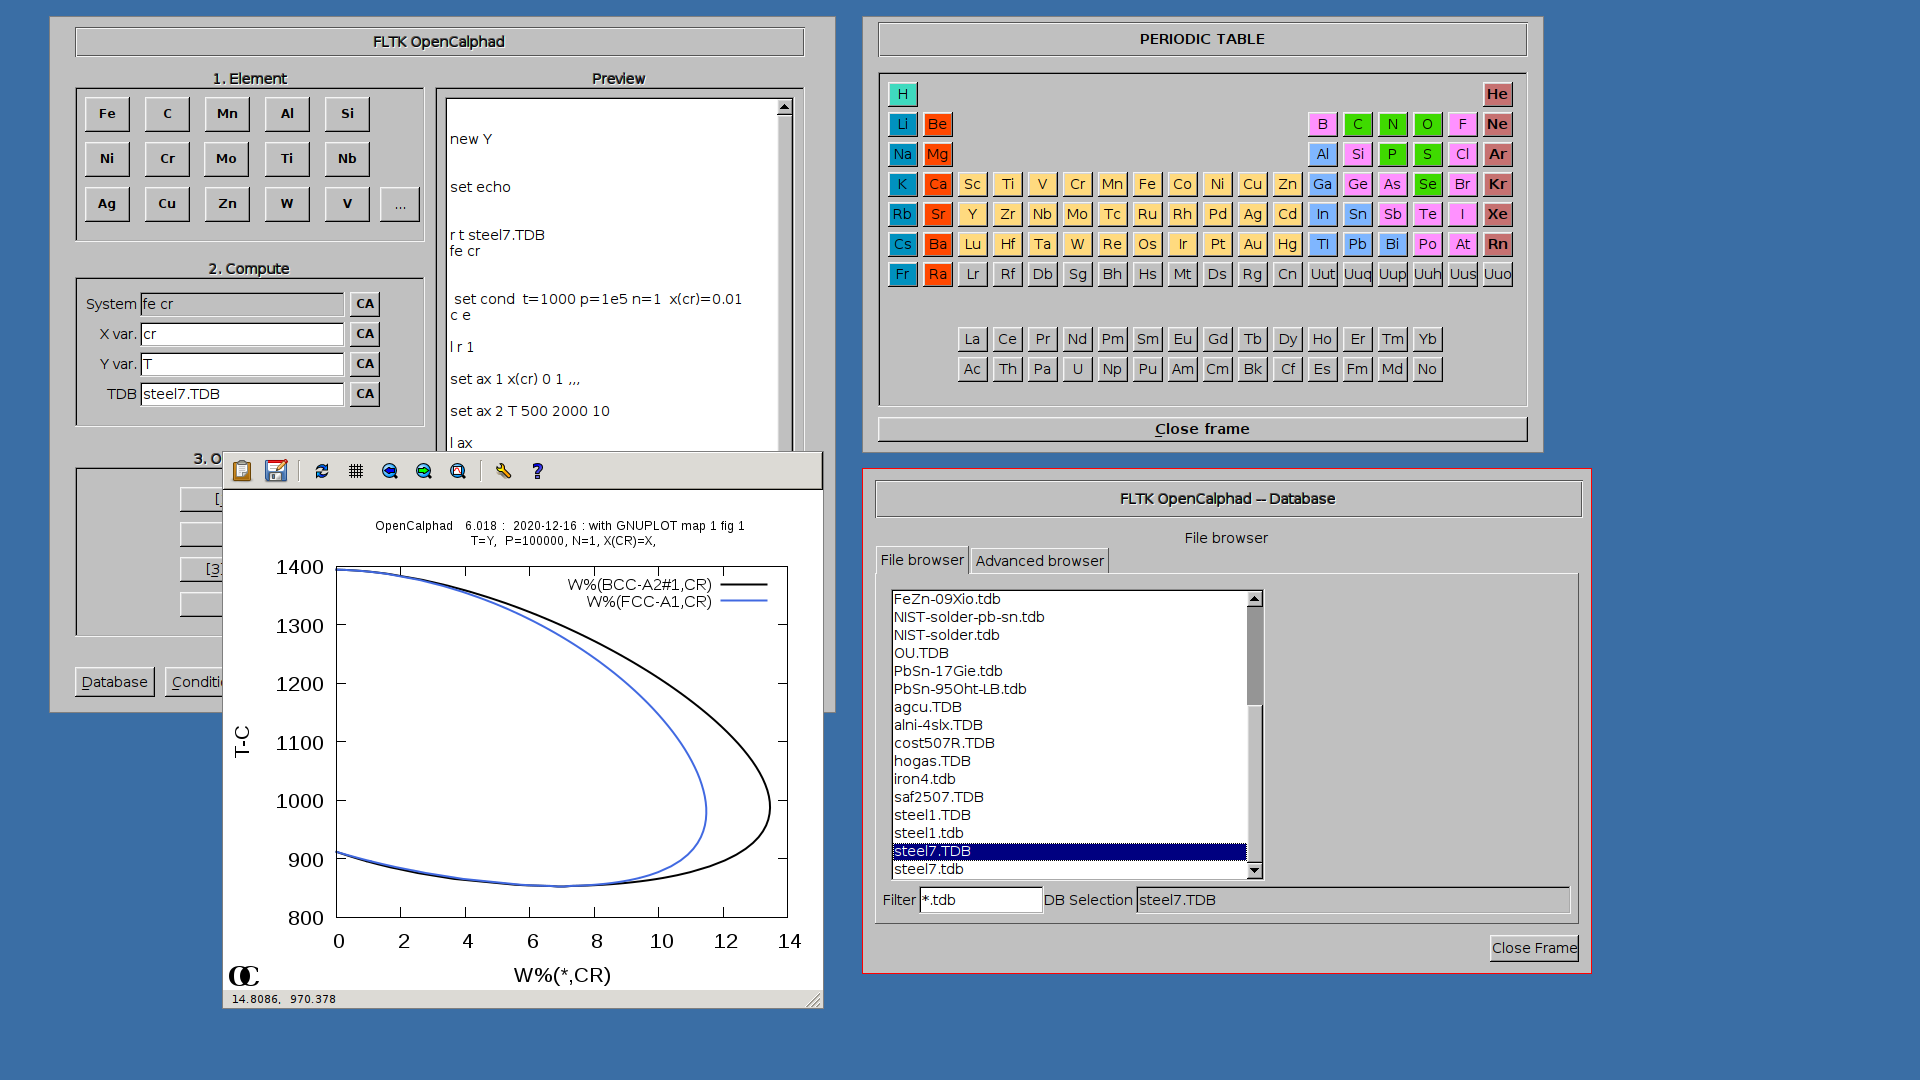 FLTK OpenCalphad
1. Element
Fe C Mn Al Si
Ni Cr Mo Ti Nb
Ag Cu Zn W V ...
2. Compute
System fe cr CA
X var. cr CA
Y var. T CA
TDB steel7.TDB CA
3. O
[
[3]
Database Conditi
Preview
new Y
set echo
r t steel7.TDB
fe cr
set cond t=1000 p=1e5 n=1 x(cr)=0.01
c e
l r 1
set ax 1 x(cr) 0 1 ,,,
set ax 2 T 500 2000 10
l ax
OpenCalphad 6.018 : 2020-12-16 : with GNUPLOT map 1 fig 1
T=Y, P=100000, N=1, X(CR)=X,
W%(BCC-A2#1,CR)
W%(FCC-A1,CR)
1400
1300
1200
1100
1000
900
800
T-C
0 2 4 6 8 10 12 14
W%(*,CR)
OC
14.8086, 970.378
PERIODIC TABLE
H He
Li Be B C N O F Ne
Na Mg Al Si P S Cl Ar
K Ca Sc Ti V Cr Mn Fe Co Ni Cu Zn Ga Ge As Se Br Kr
Rb Sr Y Zr Nb Mo Tc Ru Rh Pd Ag Cd In Sn Sb Te I Xe
Cs Ba Lu Hf Ta W Re Os Ir Pt Au Hg Tl Pb Bi Po At Rn
Fr Ra Lr Rf Db Sg Bh Hs Mt Ds Rg Cn Uut Uuq Uup Uuh Uus Uuo
La Ce Pr Nd Pm Sm Eu Gd Tb Dy Ho Er Tm Yb
Ac Th Pa U Np Pu Am Cm Bk Cf Es Fm Md No
Close frame
FLTK OpenCalphad -- Database
File browser
File browser Advanced browser
FeZn-09Xio.tdb
NIST-solder-pb-sn.tdb
NIST-solder.tdb
OU.TDB
PbSn-17Gie.tdb
PbSn-95Oht-LB.tdb
agcu.TDB
alni-4slx.TDB
cost507R.TDB
hogas.TDB
iron4.tdb
saf2507.TDB
steel1.TDB
steel1.tdb
steel7.TDB
steel7.tdb
Filter *.tdb DB Selection steel7.TDB
Close Frame